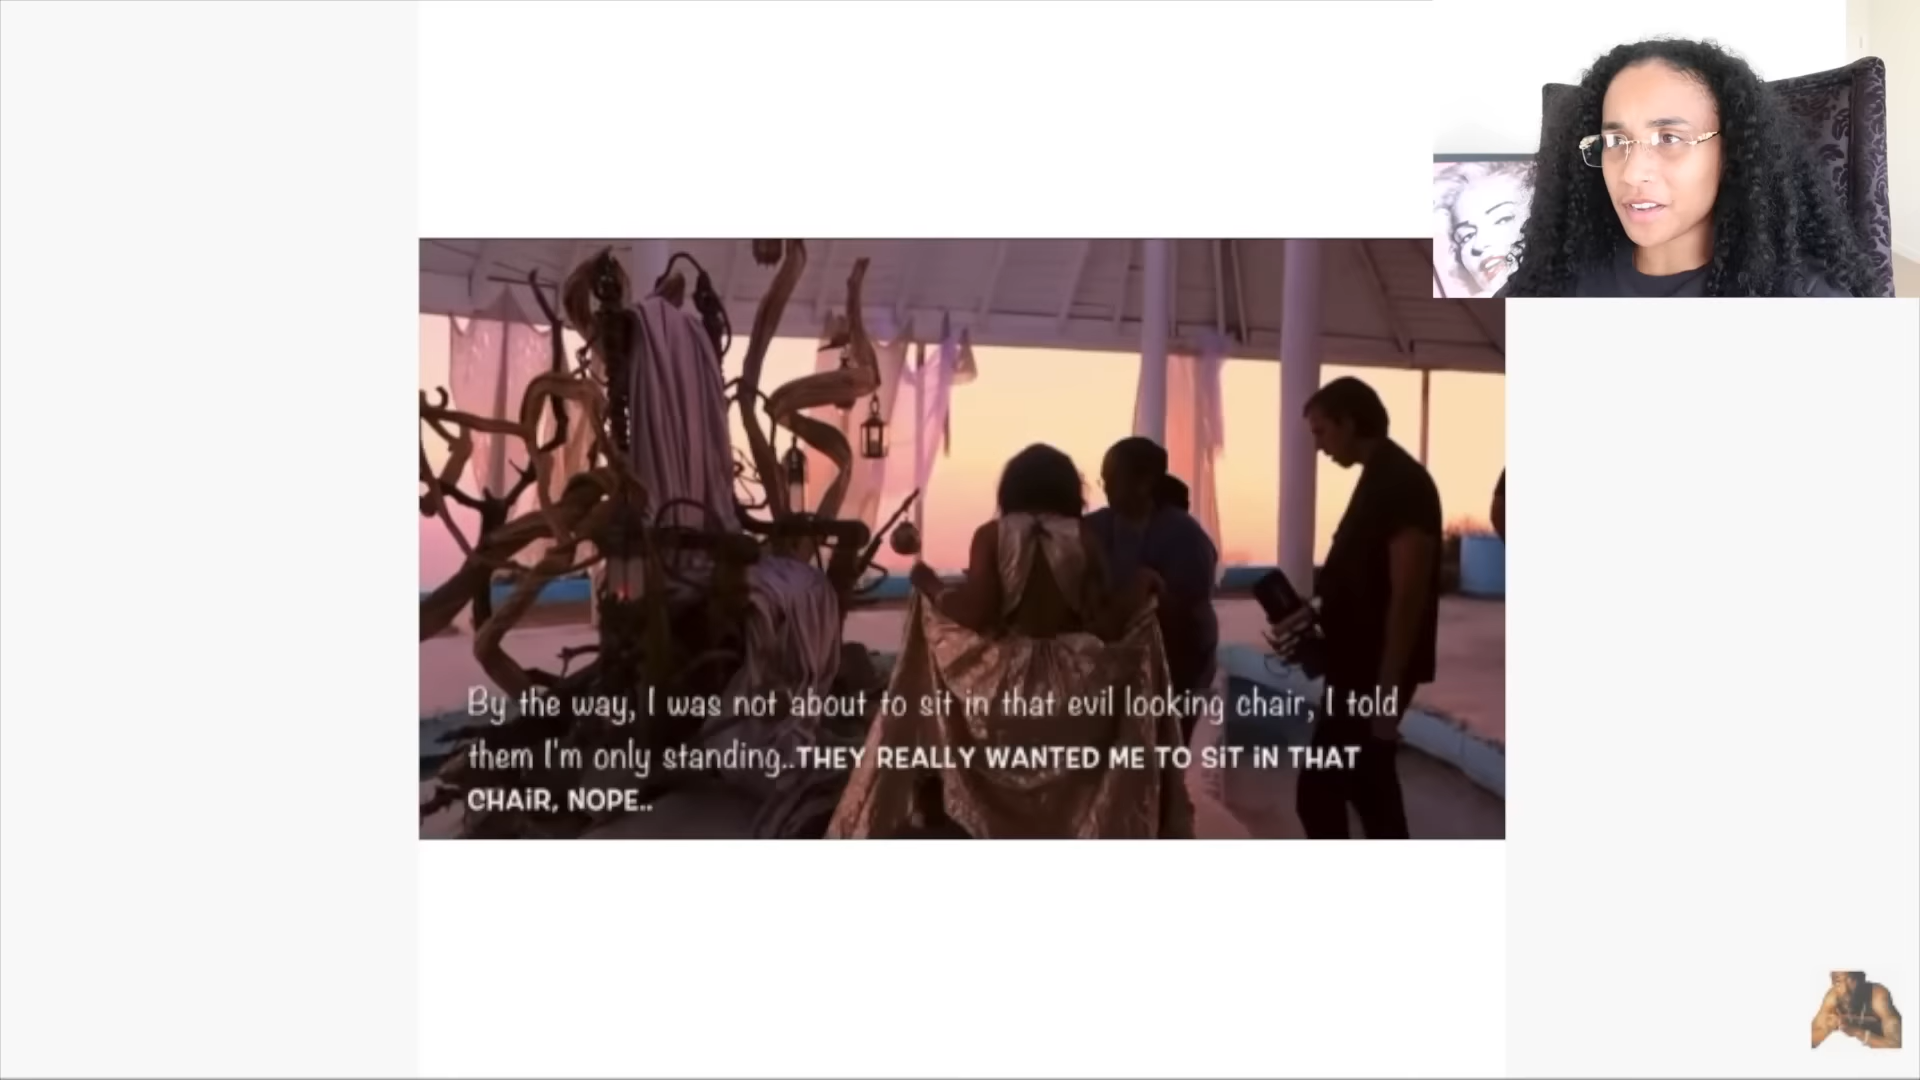 By the way, I was not about to sit in that evil looking chair, I told
them I'm only standing..THEY REALLY WANTED ME TO SiT iN THAT
CHAiR, NOPE..